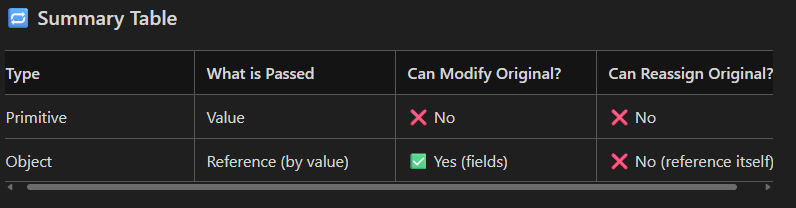 🔁 Summary Table
Type What is Passed Can Modify Original? Can Reassign Original?
Primitive Value ❌ No ❌ No
Object Reference (by value) ✅ Yes (fields) ❌ No (reference itself)